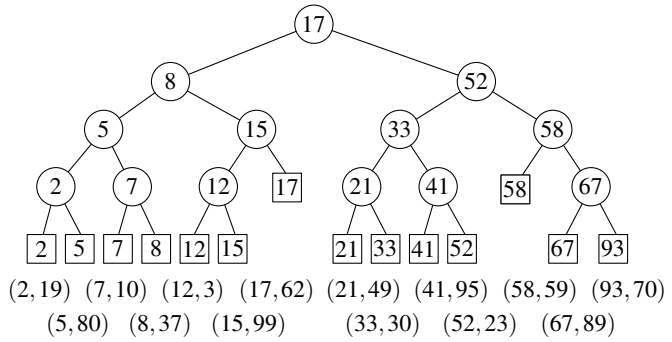 17
8 52
5 15 33 58
2 7 12 17 21 41 58 67
2 5 7 8 12 15 21 33 41 52 67 93
(2,19) (7,10) (12,3) (17,62) (21,49) (41,95) (58,59) (93,70)
(5,80) (8,37) (15,99) (33,30) (52,23) (67,89)